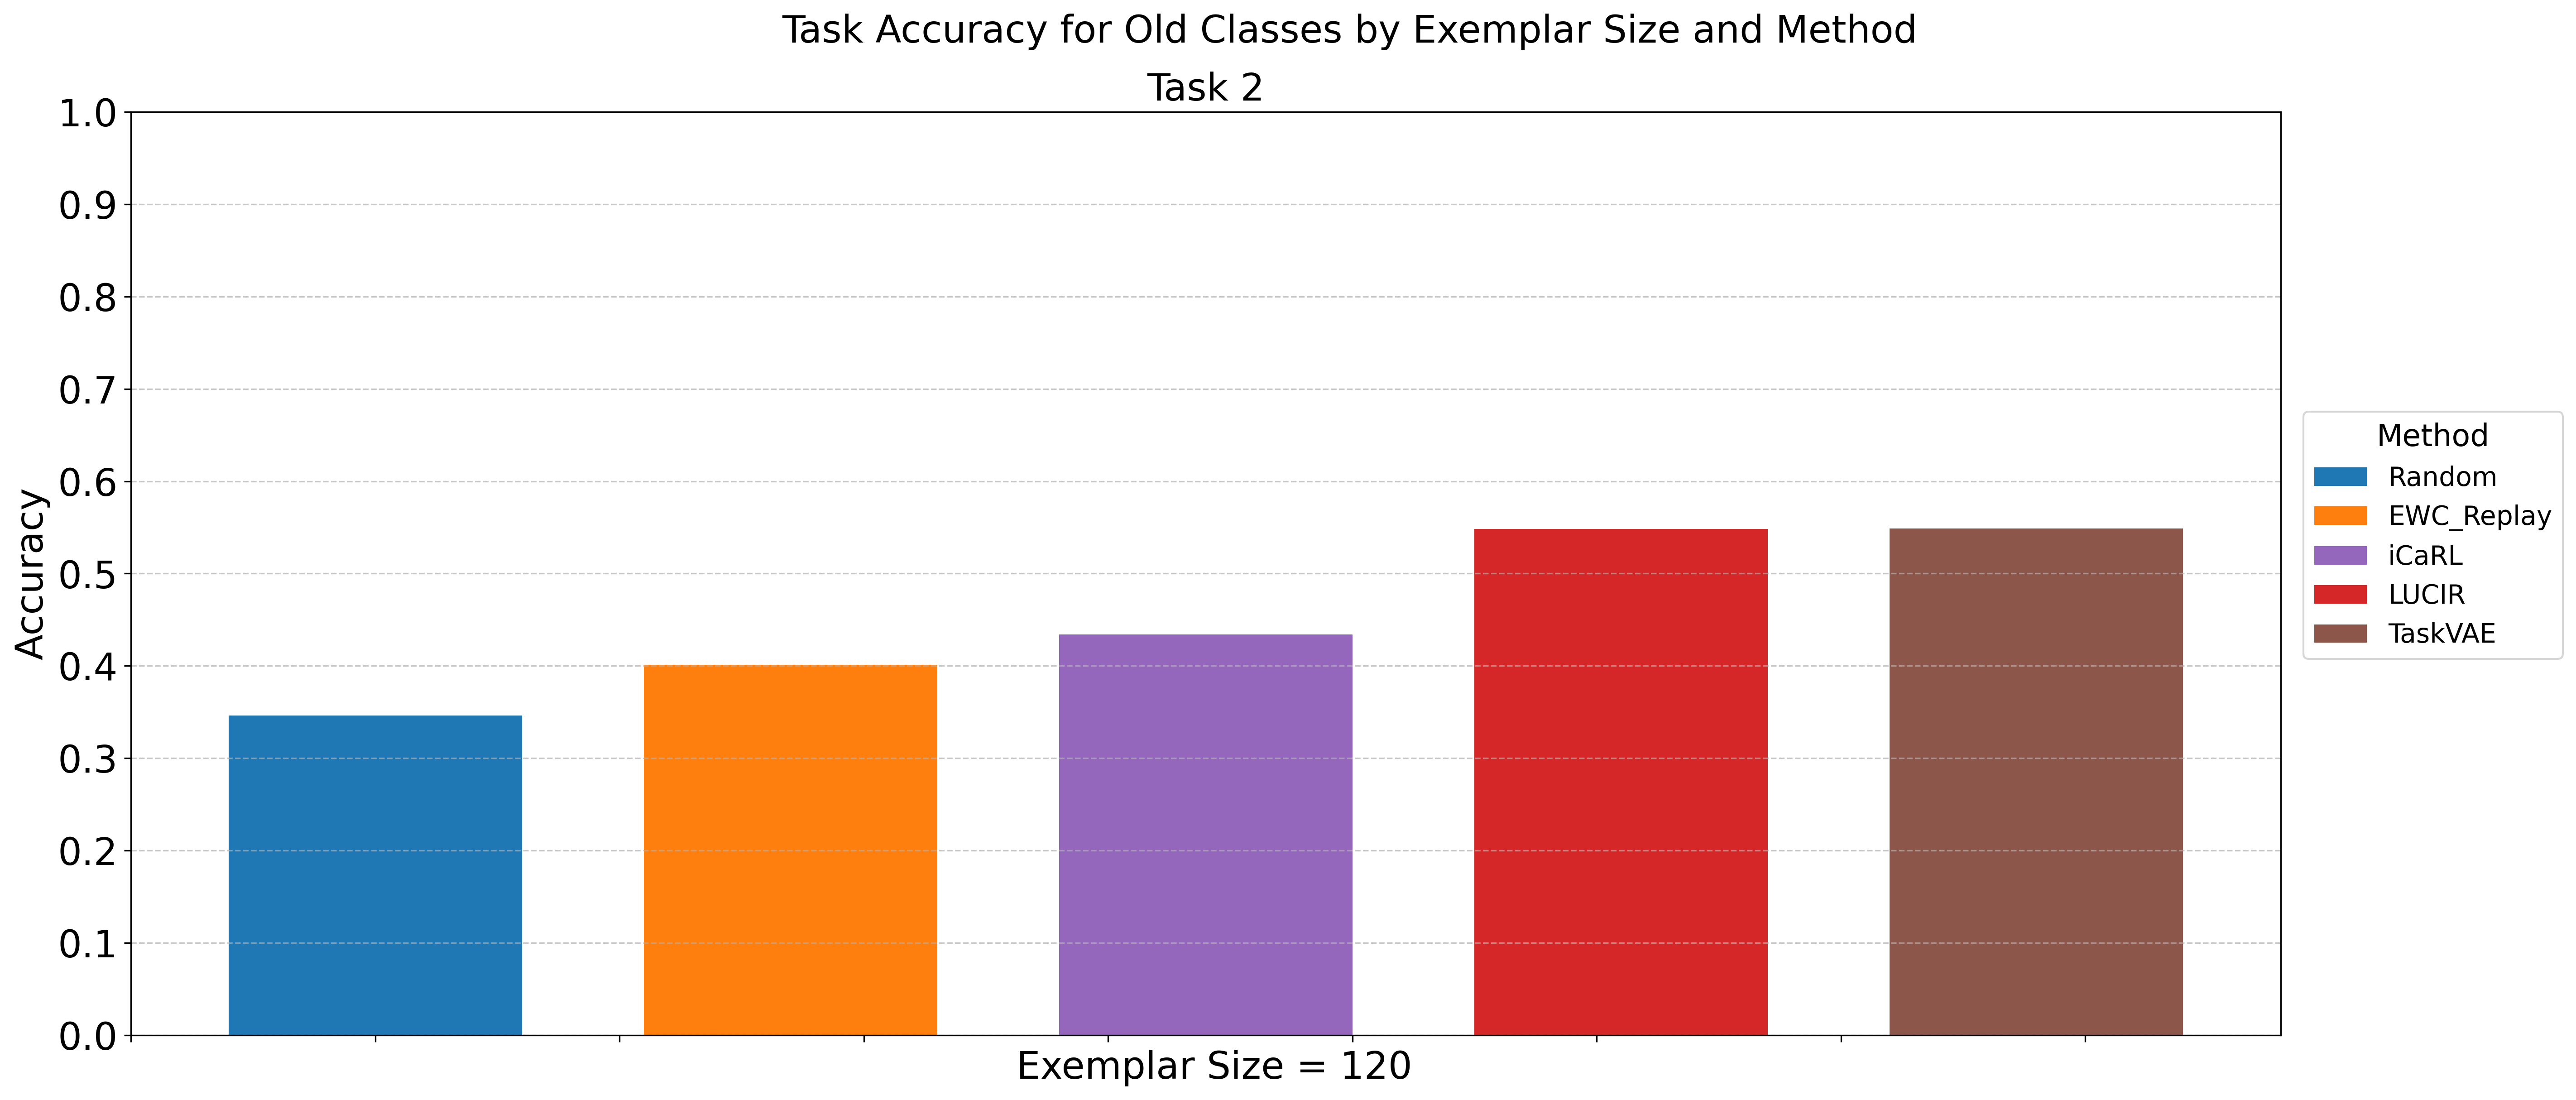 Task Accuracy for Old Classes by Exemplar Size and Method
Task 2
1.0
0.9
0.8
0.7
0.6
0.5
0.4
0.3
0.2
0.1
0.0
Accuracy
Exemplar Size = 120
Method
Random
EWC_Replay
iCaRL
LUCIR
TaskVAE